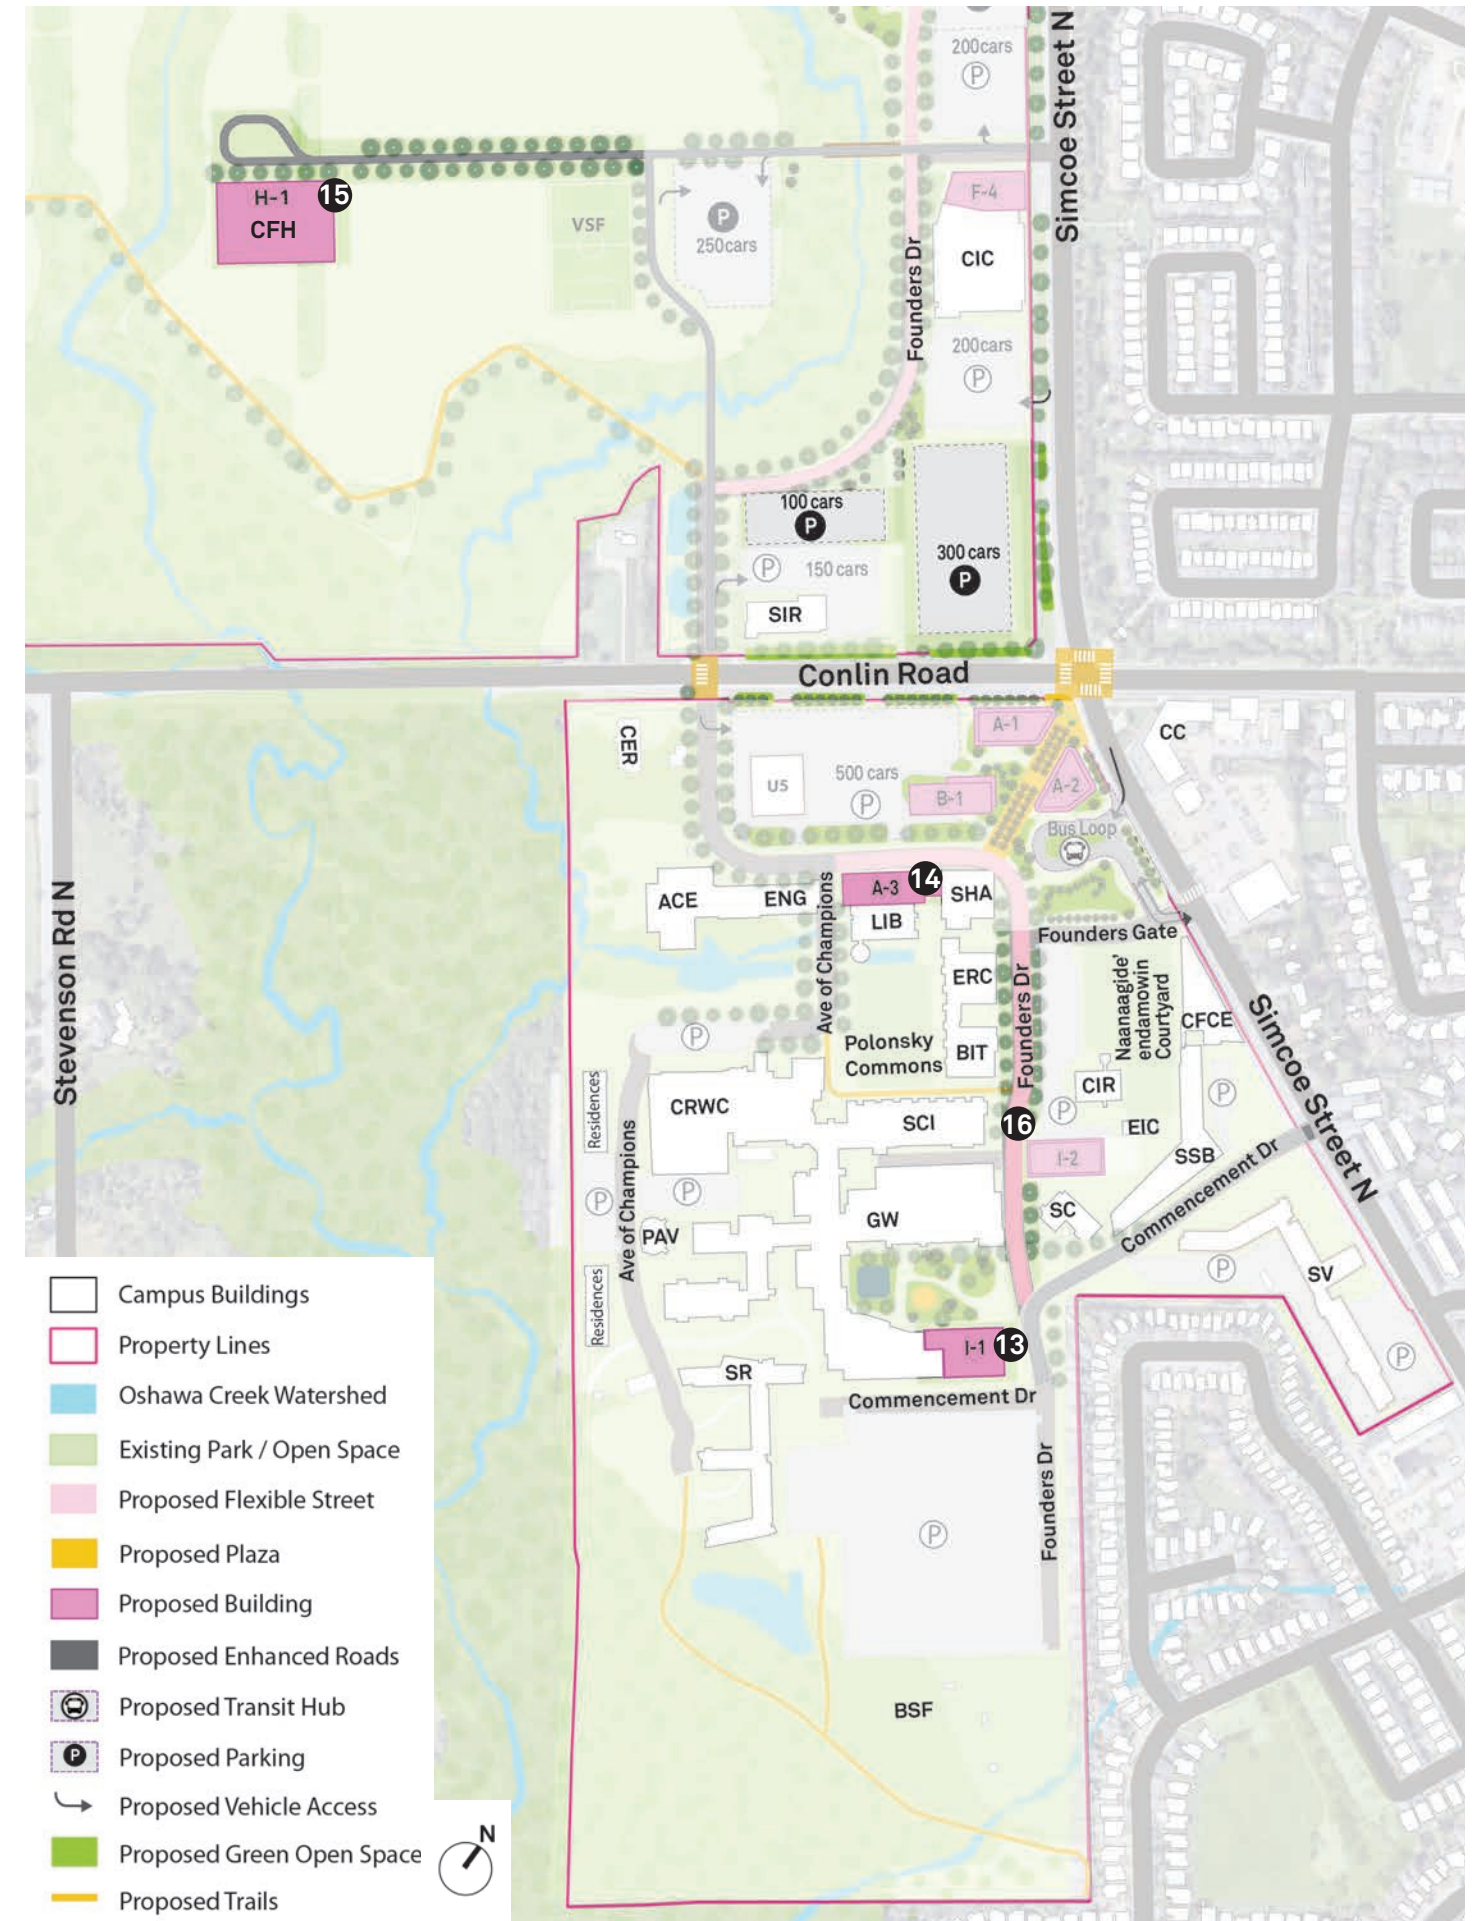 200cars
P
Simcoe Street N
H-1
15
CFH
VSF
P
250cars
F-4
CIC
Founders Dr
200cars
P
100 cars
P
300 cars
P
P
150 cars
SIR
Conlin Road
CER
A-1
CC
U5
500 cars
P
B-1
A-2
Bus Loop
Stevenson Rd N
ACE
ENG
Ave of Champions
A-3
14
LIB
SHA
Founders Gate
ERC
Founders Dr
Naanaagide'
endamowin
Courtyard
CFCE
Simcoe Street N
P
Polonsky
Commons
BIT
CIR
P
P
Residences
CRWC
SCI
16
EIC
I-2
SSB
Commencement Dr
P
P
Ave of Champions
PAV
GW
SC
P
SV
Residences
I-1
13
P
SR
Commencement Dr
Founders Dr
P
BSF
Campus Buildings
Property Lines
Oshawa Creek Watershed
Existing Park / Open Space
Proposed Flexible Street
Proposed Plaza
Proposed Building
Proposed Enhanced Roads
Proposed Transit Hub
P
Proposed Parking
Proposed Vehicle Access
Proposed Green Open Space
Proposed Trails
N